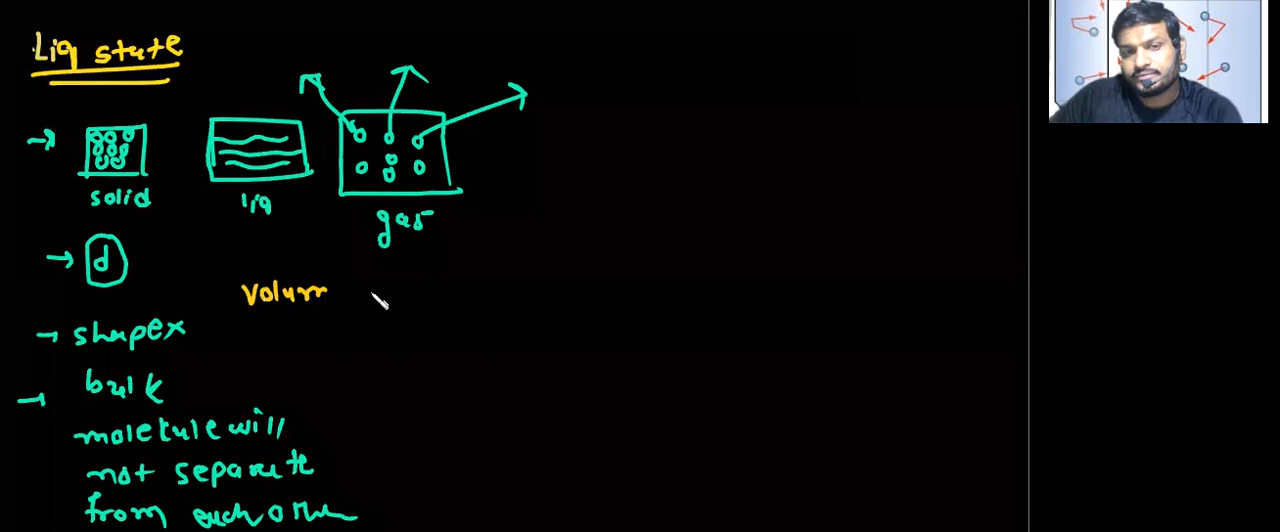 Liq state
solid
liq
gas
d
Volum
shapex
bulk
molecule will
not separate
from each other